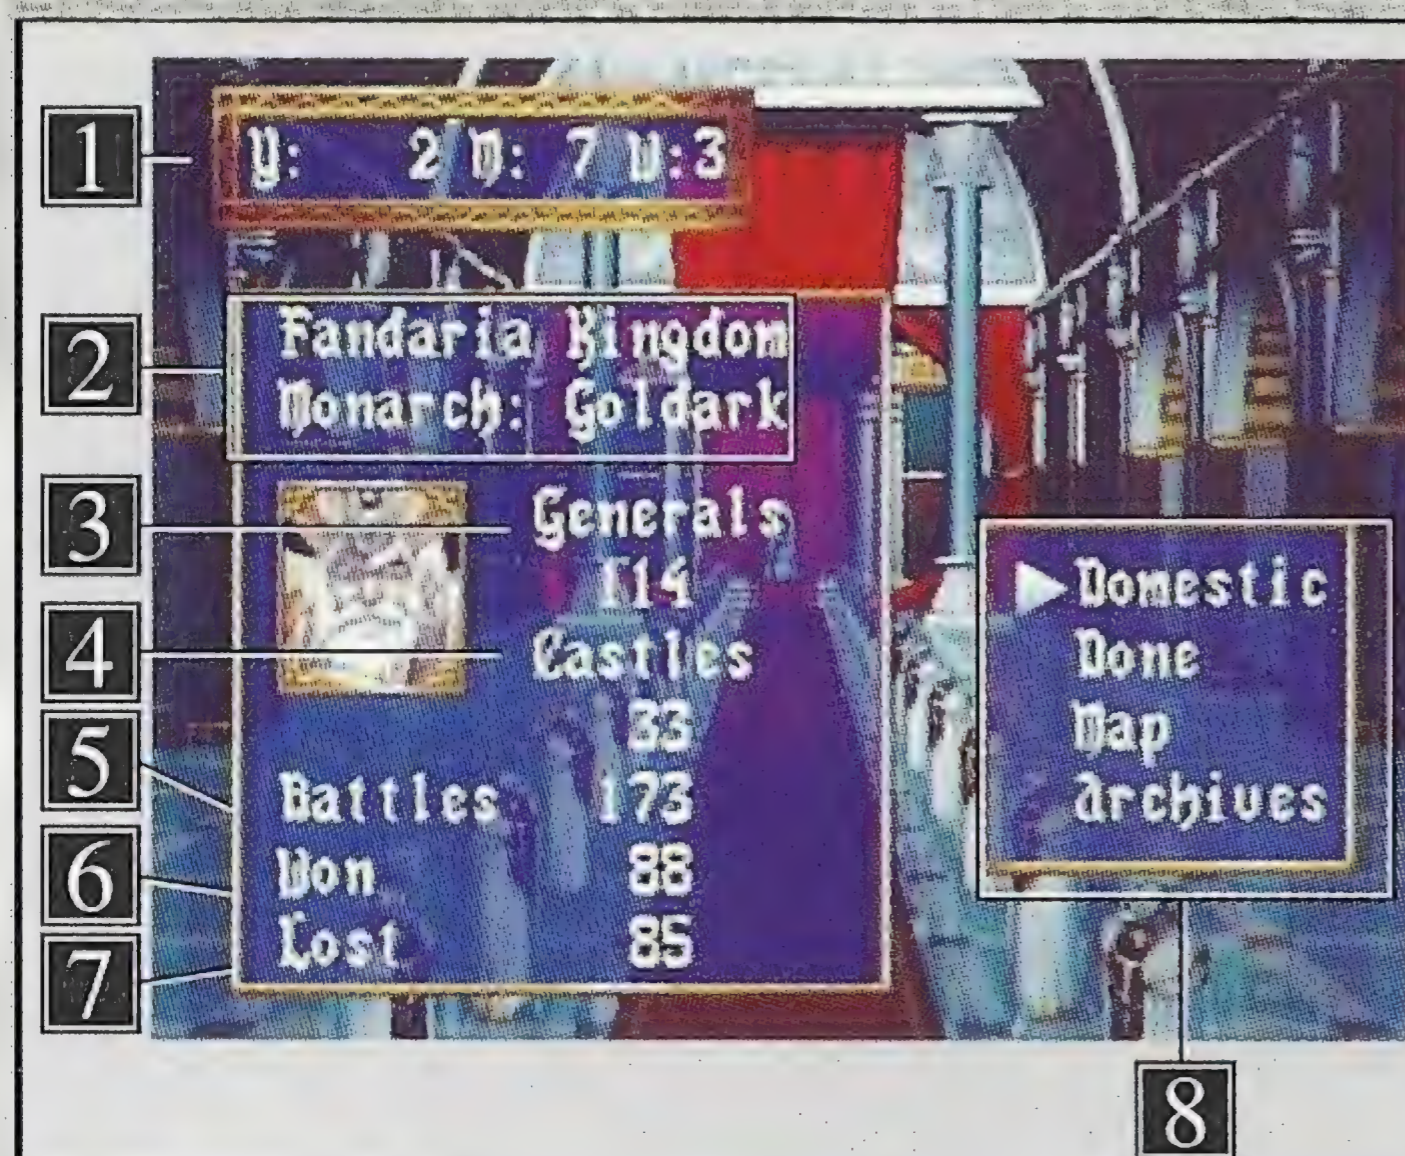 1
Y: 2 M: 7 W:3
2
Fandaria Kingdom
Monarch: Goldark
3
Generals
114
4
Castles
33
5
Battles 173
6
Won 88
7
Lost 85
Domestic
Done
Map
Archives
8